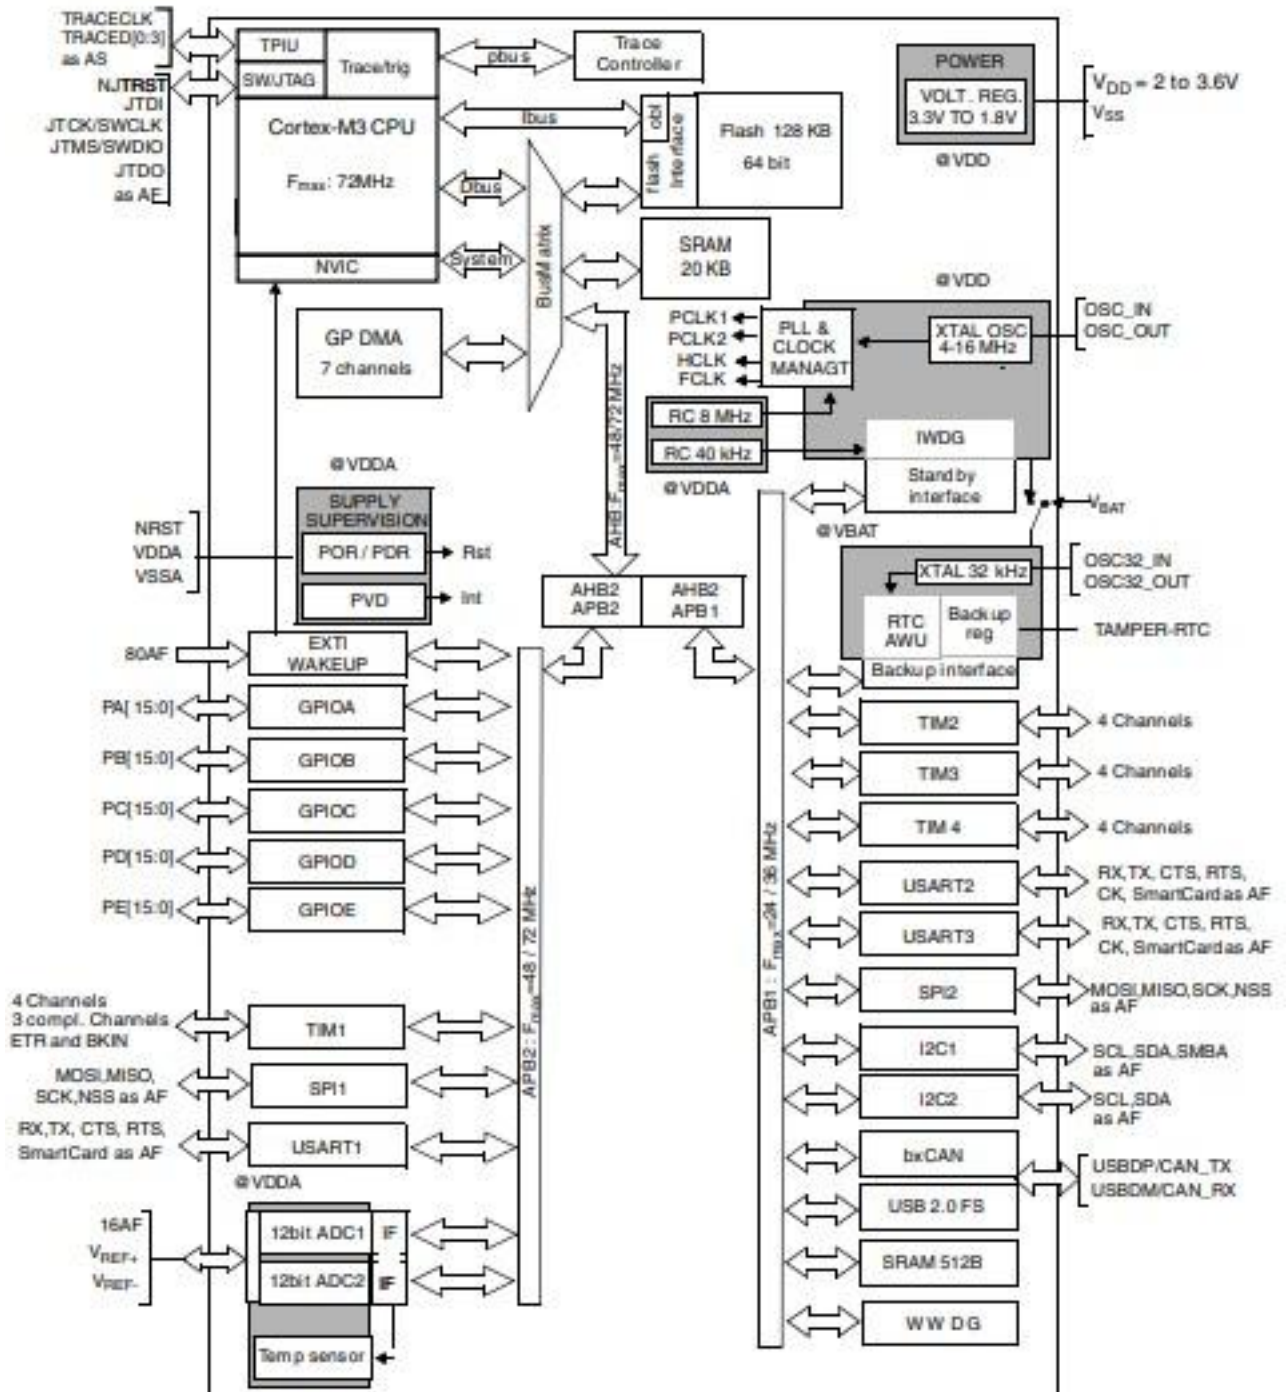 TRACECLK
TRACED[0:3]
as AS
NJTRST
JTDI
JTCK/SWCLK
JTMS/SWDIO
JTDO
as AF
TPIU
SW/JTAG
Trace/trig
Cortex-M3 CPU
Fmax: 72MHz
NVIC
pbus
Trace
Controller
Ibus
Dbus
System
BusMatrix
flash obl
Interface
Flash 128 KB
64 bit
SRAM
20 KB
POWER
VOLT. REG.
3.3V TO 1.8V
@VDD
VDD = 2 to 3.6V
VSS
GP DMA
7 channels
AHB Fmax=48/72 MHz
@VDD
PCLK1
PCLK2
HCLK
FCLK
PLL &
CLOCK
MANAGT
XTAL OSC
4-16 MHz
OSC_IN
OSC_OUT
RC 8 MHz
RC 40 kHz
@VDDA
IWDG
Stand by
interface
VBAT
@VBAT
@VDDA
SUPPLY
SUPERVISION
POR / PDR
PVD
Rst
Int
NRST
VDDA
VSSA
AHB2
APB2
AHB2
APB1
XTAL 32 kHz
OSC32_IN
OSC32_OUT
RTC
AWU
Back up
reg
Backup interface
TAMPER-RTC
80AF
EXTI
WAKEUP
PA[ 15:0]
GPIOA
PB[ 15:0]
GPIOB
PC[15:0]
GPIOC
PD[15:0]
GPIOD
PE[15:0]
GPIOE
4 Channels
3 compl. Channels
ETR and BKIN
TIM1
MOSI,MISO,
SCK,NSS as AF
SPI1
RX,TX, CTS, RTS,
SmartCard as AF
USART1
@VDDA
16AF
VREF+
VREF-
12bit ADC1 IF
12bit ADC2 IF
Temp sensor
APB2 : Fmax=48 / 72 MHz
APB1 : Fmax=24 / 36 MHz
TIM2
4 Channels
TIM3
4 Channels
TIM 4
4 Channels
USART2
RX,TX, CTS, RTS,
CK, SmartCard as AF
USART3
RX,TX, CTS, RTS,
CK, SmartCard as AF
SPI2
MOSI,MISO,SCK,NSS
as AF
I2C1
SCL,SDA,SMBA
as AF
I2C2
SCL,SDA
as AF
bxCAN
USBDP/CAN_TX
USBDM/CAN_RX
USB 2.0 FS
SRAM 512B
WWDG